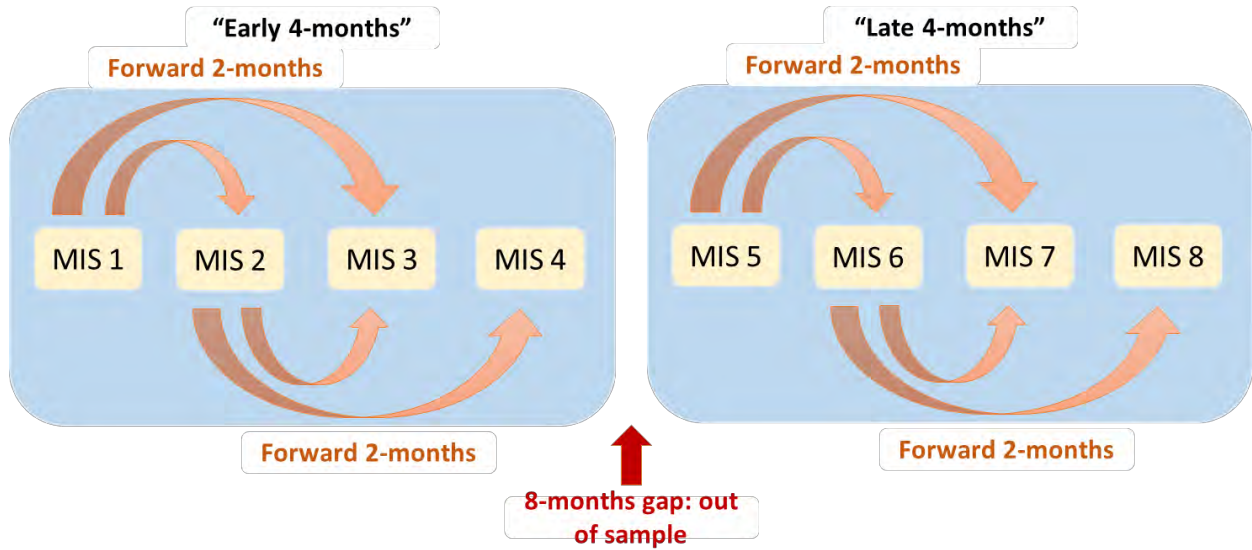 “Early 4-months”
Forward 2-months
MIS 1
MIS 2
MIS 3
MIS 4
Forward 2-months
“Late 4-months”
Forward 2-months
MIS 5
MIS 6
MIS 7
MIS 8
Forward 2-months
8-months gap: out
of sample